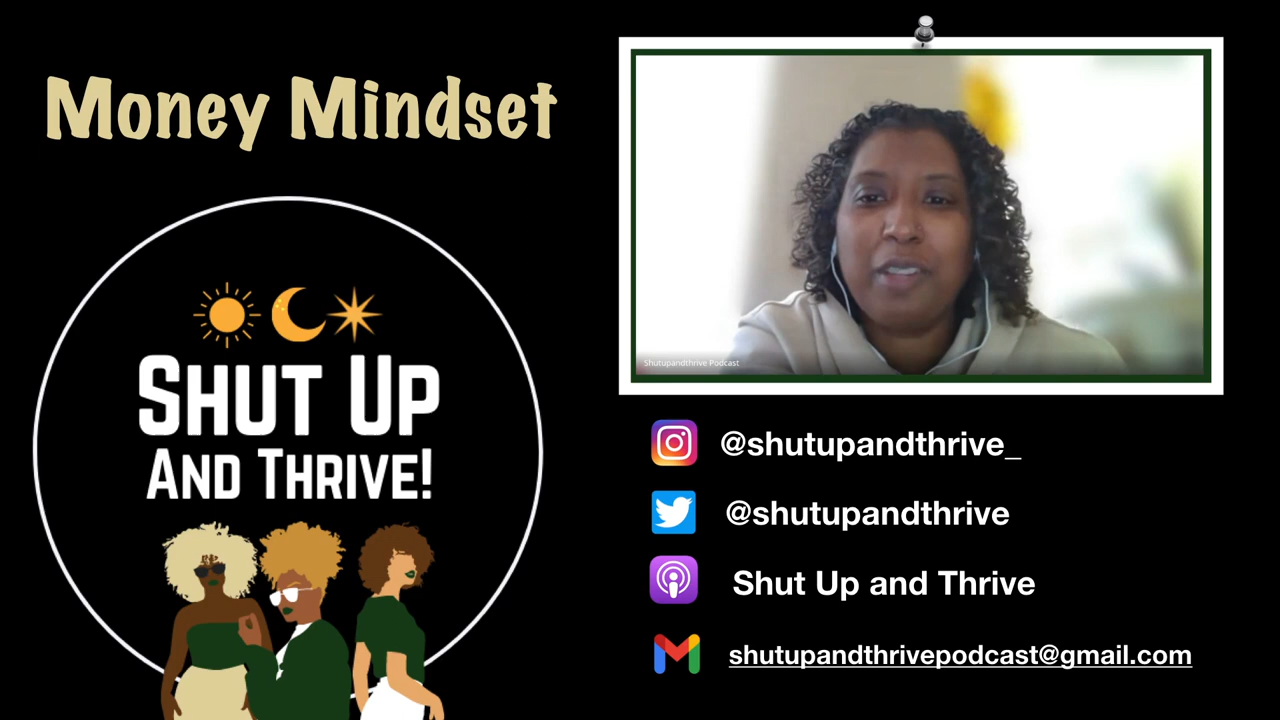 Money Mindset
SHUT UP
AND THRIVE!
Shutupandthrive Podcast
@shutupandthrive_
@shutupandthrive
Shut Up and Thrive
shutupandthrivepodcast@gmail.com